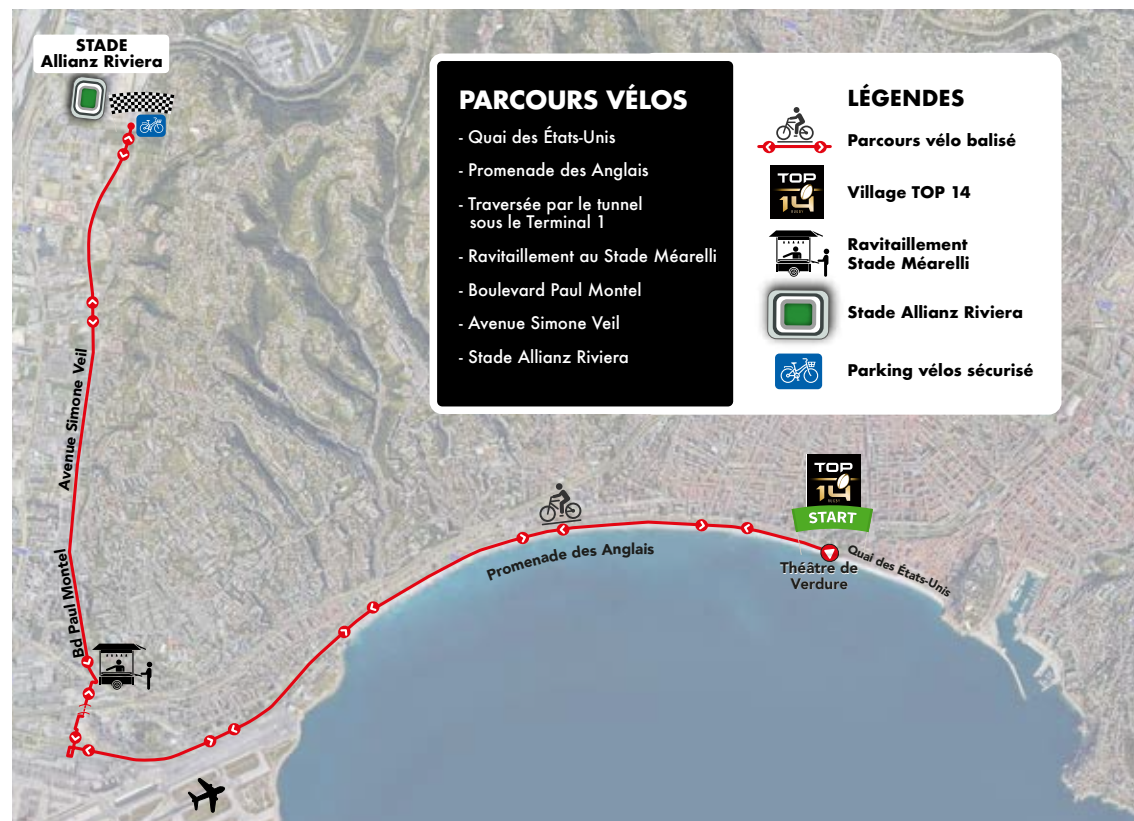 STADE
Allianz Riviera
PARCOURS VÉLOS
- Quai des États-Unis
- Promenade des Anglais
- Traversée par le tunnel
sous le Terminal 1
- Ravitaillement au Stade Méarelli
- Boulevard Paul Montel
- Avenue Simone Veil
- Stade Allianz Riviera
LÉGENDES
Parcours vélo balisé
TOP
14
RUGBY
Village TOP 14
Ravitaillement
Stade Méarelli
Stade Allianz Riviera
Parking vélos sécurisé
Avenue Simone Veil
Bd Paul Montel
Promenade des Anglais
TOP
14
RUGBY
START
Théâtre de
Verdure
Quai des États-Unis